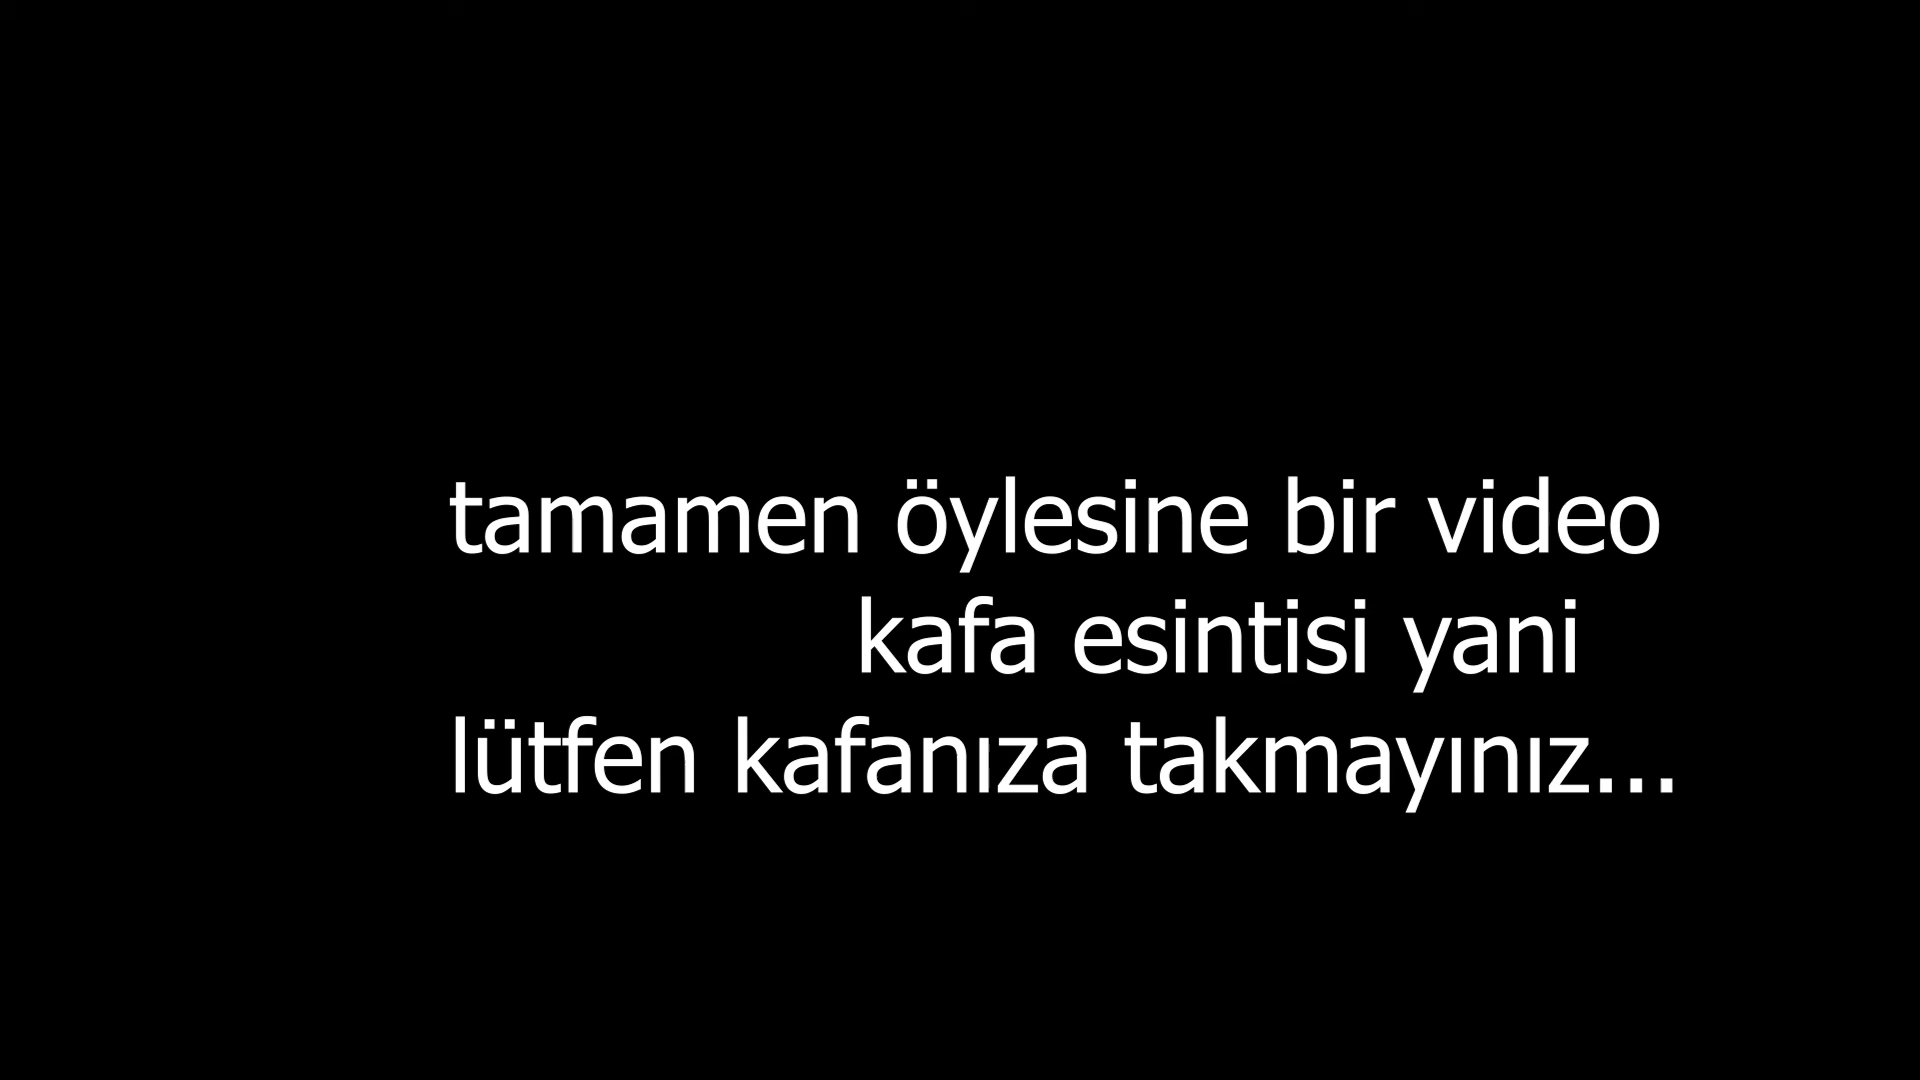 tamamen öylesine bir video
kafa esintisi yani
lütfen kafanıza takmayınız...